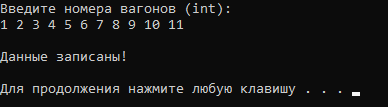 Введите номера вагонов (int):
1 2 3 4 5 6 7 8 9 10 11
Данные записаны!
Для продолжения нажмите любую клавишу . . .